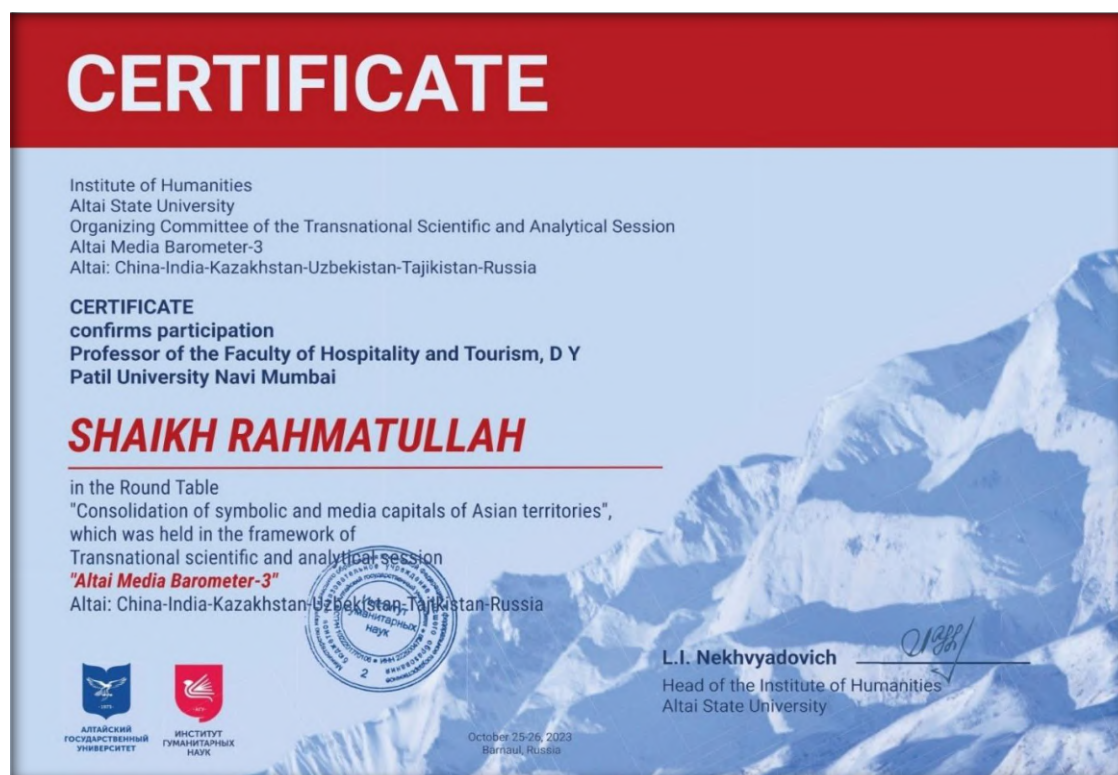 CERTIFICATE
Institute of Humanities
Altai State University
Organizing Committee of the Transnational Scientific and Analytical Session
Altai Media Barometer-3
Altai: China-India-Kazakhstan-Uzbekistan-Tajikistan-Russia
CERTIFICATE
confirms participation
Professor of the Faculty of Hospitality and Tourism, D Y
Patil University Navi Mumbai
SHAIKH RAHMATULLAH
in the Round Table
"Consolidation of symbolic and media capitals of Asian territories",
which was held in the framework of
Transnational scientific and analytical session
"Altai Media Barometer-3"
Altai: China-India-Kazakhstan-Uzbekistan-Tajikistan-Russia
гуманитарных
наук
2
L.I. Nekhvyadovich
Head of the Institute of Humanities
Altai State University
АЛТАЙСКИЙ
ГОСУДАРСТВЕННЫЙ
УНИВЕРСИТЕТ
ИНСТИТУТ
ГУМАНИТАРНЫХ
НАУК
October 25-26, 2023
Barnaul, Russia